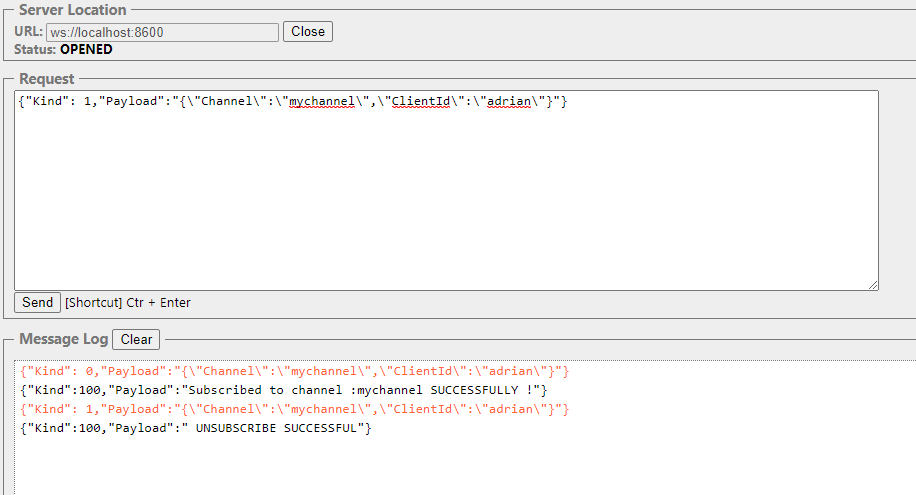 Server Location
URL: ws://localhost:8600 Close
Status: OPENED
Request
{"Kind": 1,"Payload":"{\"Channel\":\"mychannel\",\"ClientId\":\"adrian\"}"}
Send [Shortcut] Ctr + Enter
Message Log Clear
{"Kind": 0,"Payload":"{\"Channel\":\"mychannel\",\"ClientId\":\"adrian\"}"}
{"Kind":100,"Payload":"Subscribed to channel :mychannel SUCCESSFULLY !"}
{"Kind": 1,"Payload":"{\"Channel\":\"mychannel\",\"ClientId\":\"adrian\"}"}
{"Kind":100,"Payload":" UNSUBSCRIBE SUCCESSFUL"}